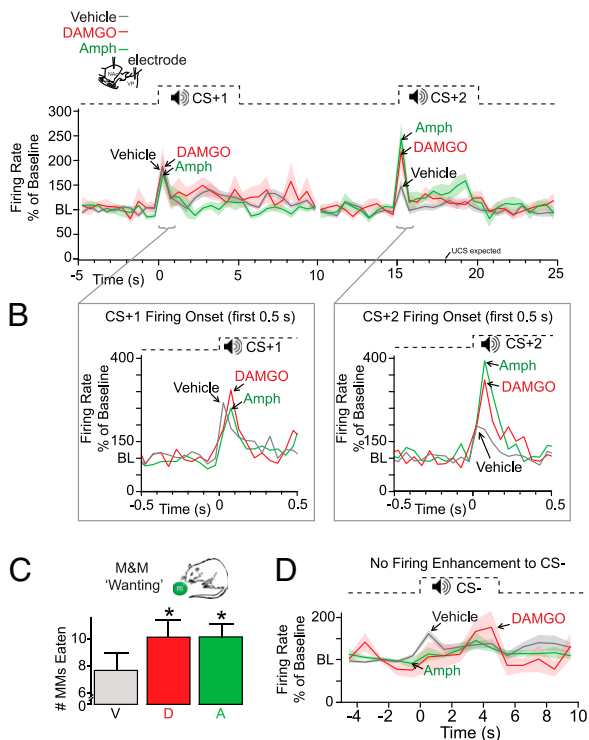 Vehicle
DAMGO
Amph
electrode
NAc
VP
CS+1
CS+2
Firing Rate
% of Baseline
300
250
200
150
BL
50
0
Vehicle
DAMGO
Amph
Amph
DAMGO
Vehicle
UCS expected
-5
0
5
10
15
20
25
Time (s)
B
CS+1 Firing Onset (first 0.5 s)
CS+1
Firing Rate
% of Baseline
400
150
BL
0
Vehicle
DAMGO
Amph
-0.5
0
0.5
Time (s)
CS+2 Firing Onset (first 0.5 s)
CS+2
Firing Rate
% of Baseline
400
150
BL
0
Amph
DAMGO
Vehicle
-0.5
0
0.5
Time (s)
C
M&M
'Wanting'
m
# MMs Eaten
10
8
6
0
* *
V D A
D
No Firing Enhancement to CS-
CS-
Firing Rate
% of Baseline
200
BL
0
Vehicle
DAMGO
Amph
-4 -2 0 2 4 6 8 10
Time (s)